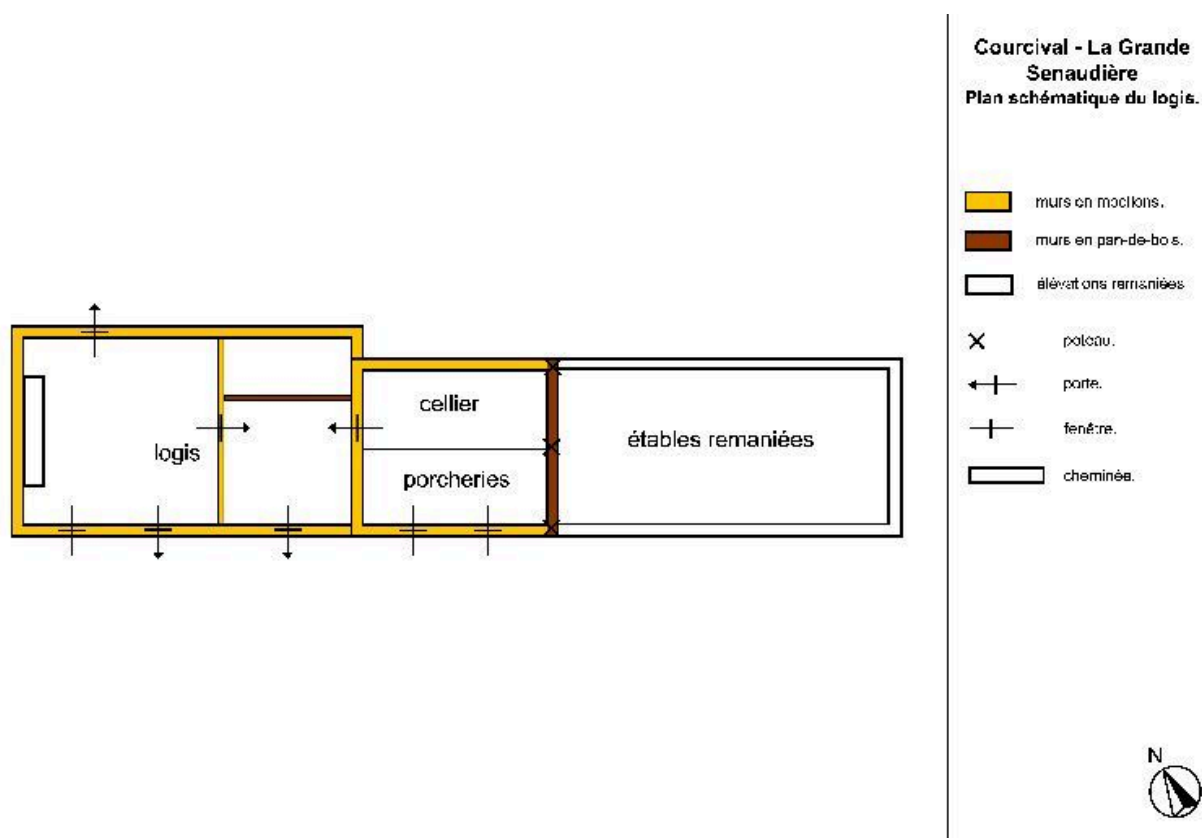 Courcival - La Grande
Senaudière
Plan schématique du logis.
murs en moellons.
murs en pan-de-bois.
élévations remaniées
poteau.
porte.
fenêtre.
cheminée.
cellier
étables remaniées
logis
porcheries
N